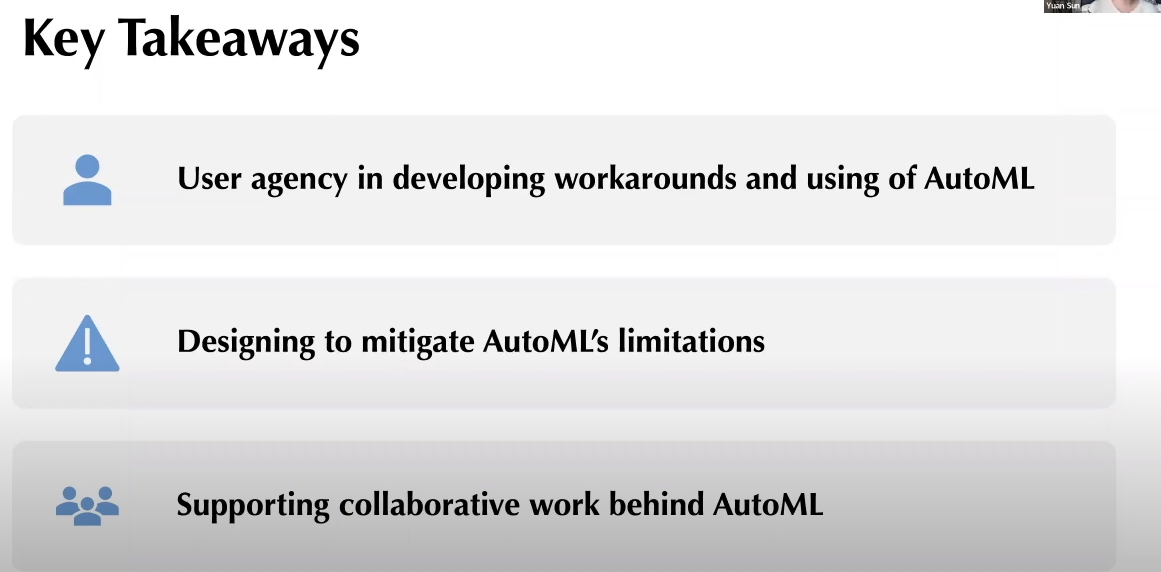 Yuan Sun
Key Takeaways
User agency in developing workarounds and using of AutoML
Designing to mitigate AutoML's limitations
Supporting collaborative work behind AutoML